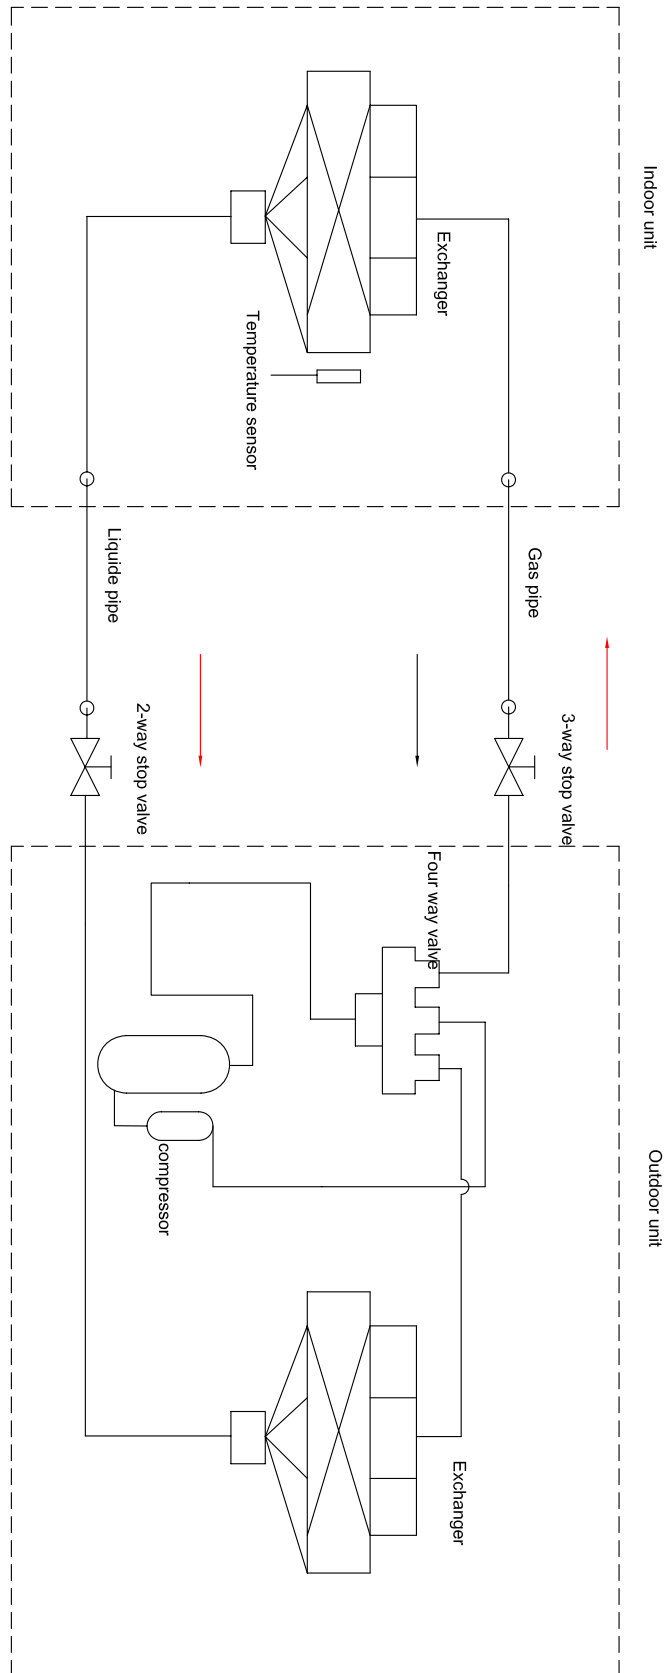 Indoor unit
Exchanger
Temperature sensor
Liquide pipe
Gas pipe
2-way stop valve
3-way stop valve
Four way valve
compressor
Outdoor unit
Exchanger